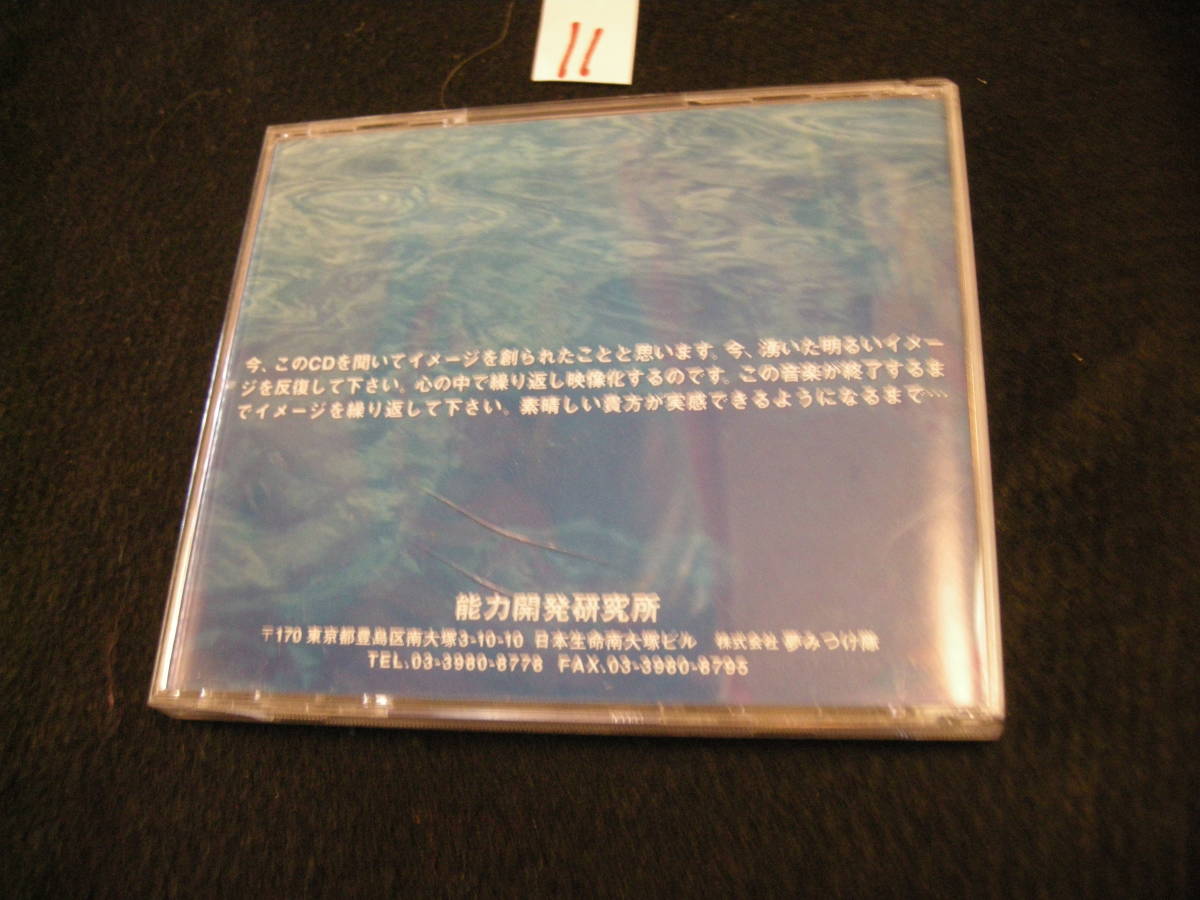 11
今、このCDを聞いてイメージを創られたことと思います。今、湧いた明るいイメー
ジを反復して下さい。心の中で繰り返し映像化するのです。この音楽が終了するま
でイメージを繰り返して下さい。素晴しい貴方が実感できるようになるまで…
能力開発研究所
〒170 東京都豊島区南大塚3-10-10 日本生命南大塚ビル 株式会社 夢みつけ隊
TEL.03-3980-8778 FAX.03-3980-8795